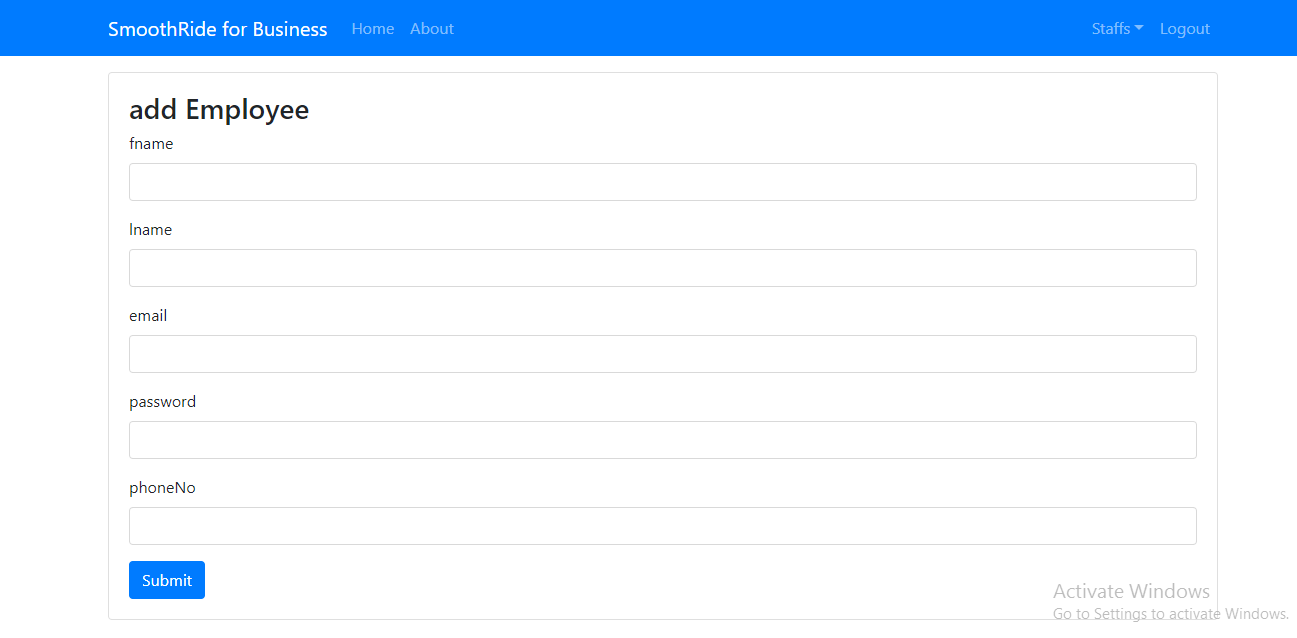 SmoothRide for Business Home About Staffs Logout
add Employee
fname
lname
email
password
phoneNo
Submit
Activate Windows
Go to Settings to activate Windows.